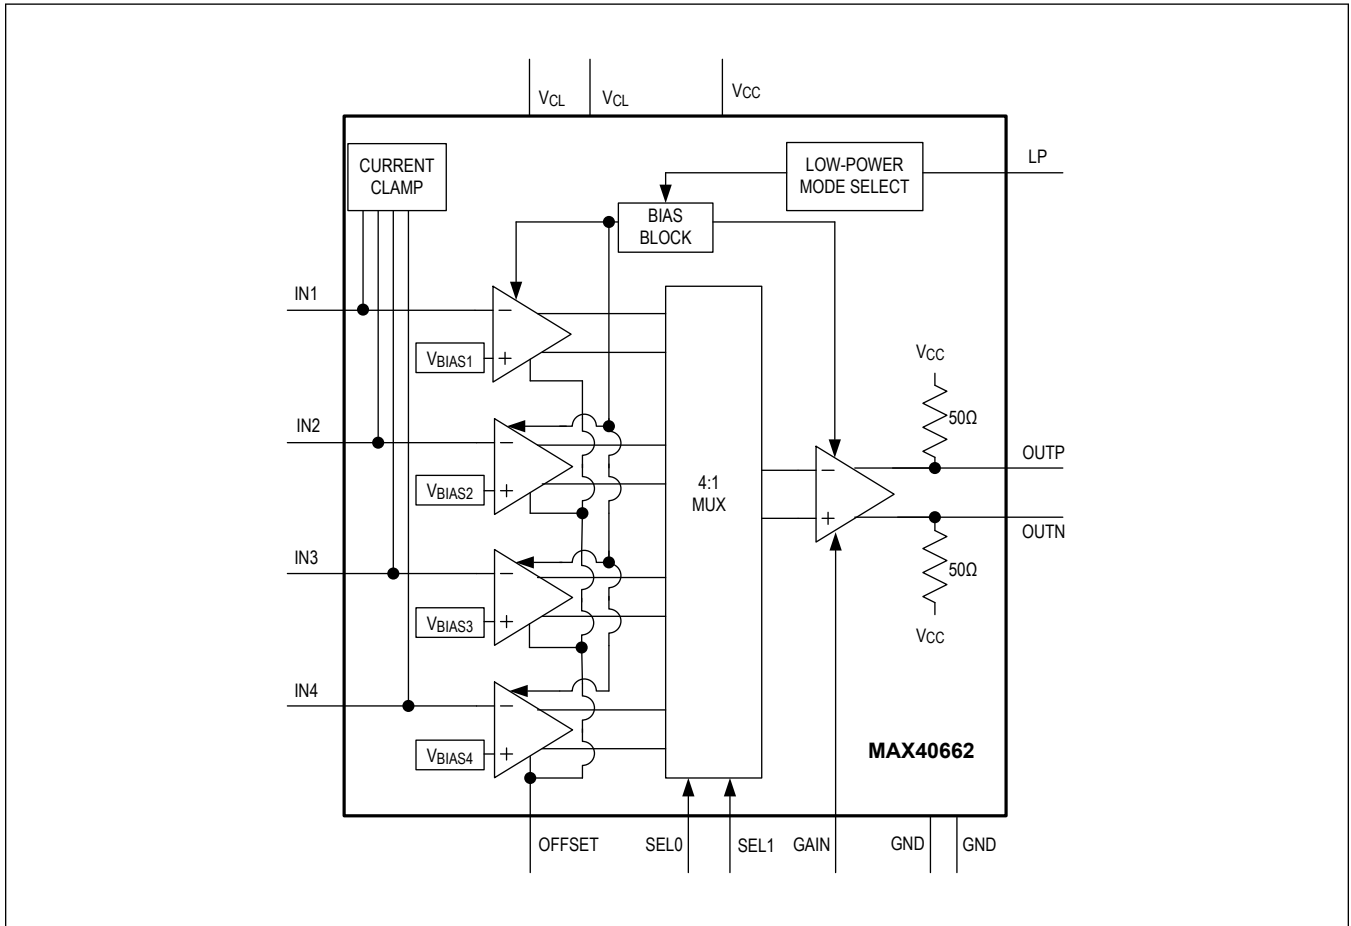 VCL
VCL
VCC
CURRENT
CLAMP
LOW-POWER
MODE SELECT
LP
BIAS
BLOCK
IN1
−
VBIAS1
+
VCC
50Ω
IN2
−
VBIAS2
+
4:1
MUX
−
+
OUTP
OUTN
IN3
−
50Ω
VBIAS3
+
VCC
IN4
−
VBIAS4
+
MAX40662
OFFSET
SEL0
SEL1
GAIN
GND
GND